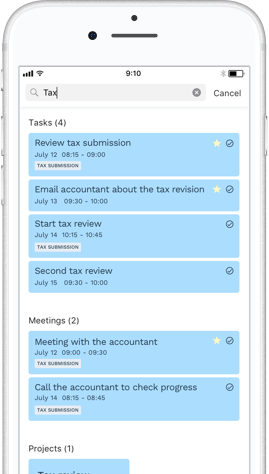 9:10
Tax
Cancel
Tasks (4)
Review tax submission
July 12 08:15 - 09:00
TAX SUBMISSION
Email accountant about the tax revision
July 13 09:30 - 10:00
Start tax review
July 14 10:15 - 10:45
TAX SUBMISSION
Second tax review
July 15 09:30 - 10:00
Meetings (2)
Meeting with the accountant
July 12 09:00 - 09:30
TAX SUBMISSION
Call the accountant to check progress
July 14 08:15 - 08:45
TAX SUBMISSION
Projects (1)
Tax review